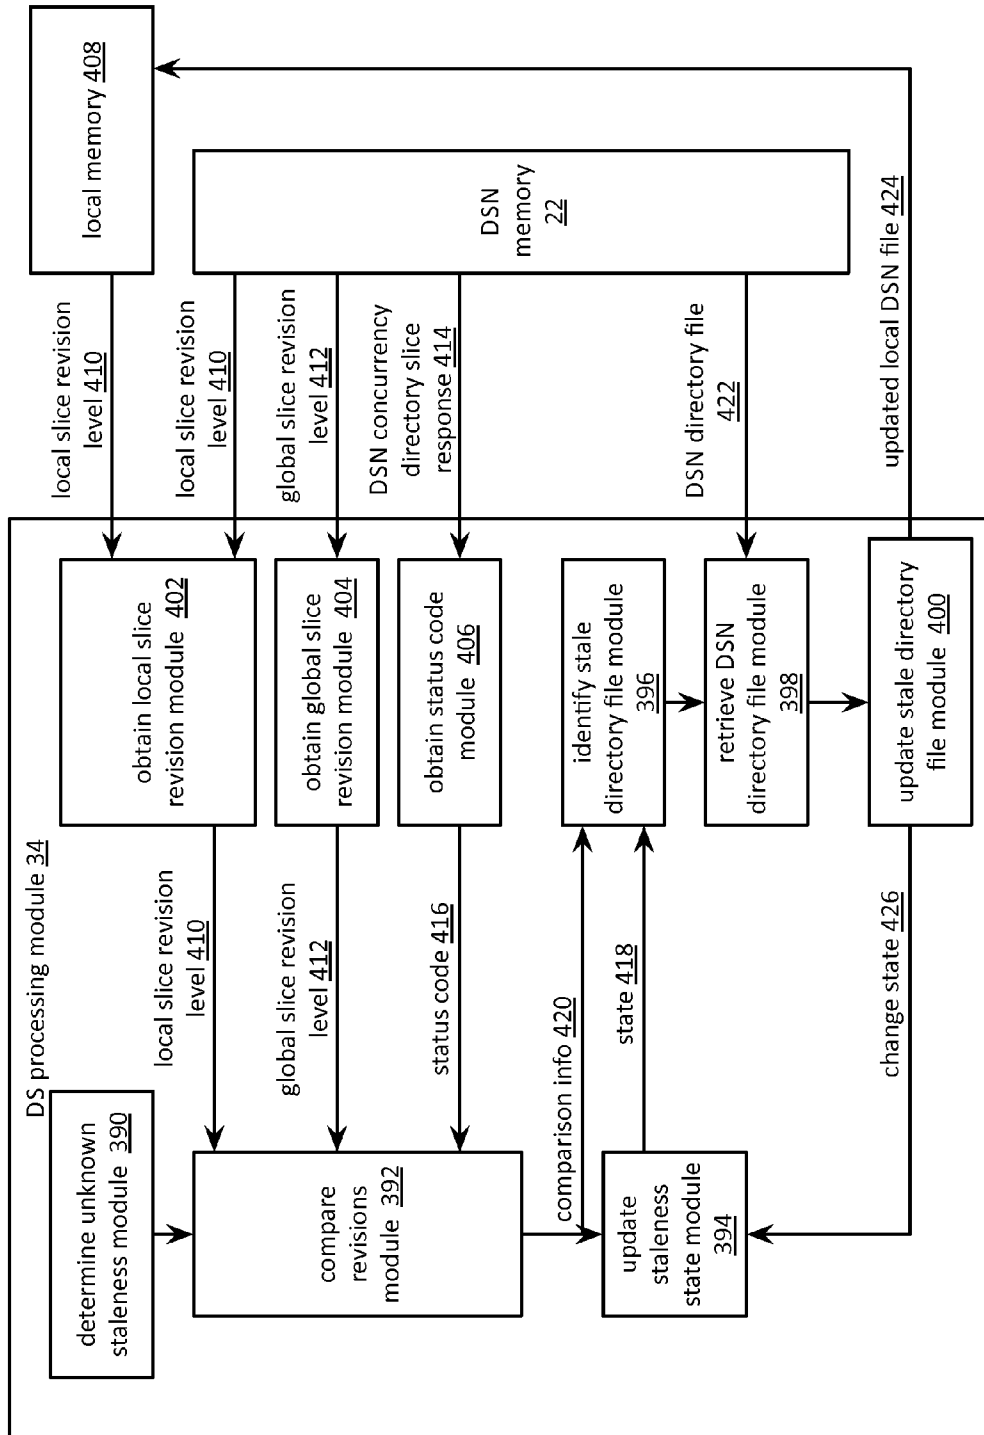 DS processing module 34
determine unknown
staleness module 390
compare
revisions
module 392
update
staleness
state module
394
local slice revision
level 410
global slice revision
level 412
status code 416
comparison info 420
state 418
change state 426
obtain local slice
revision module 402
obtain global slice
revision module 404
obtain status code
module 406
identify stale
directory file module
396
retrieve DSN
directory file module
398
update stale directory
file module 400
local slice revision
level 410
local slice revision
level 410
global slice revision
level 412
DSN concurrency
directory slice
response 414
DSN directory file
422
updated local DSN file 424
local memory 408
DSN
memory
22